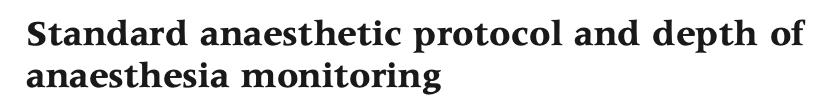 Standard anaesthetic protocol and depth of
anaesthesia monitoring